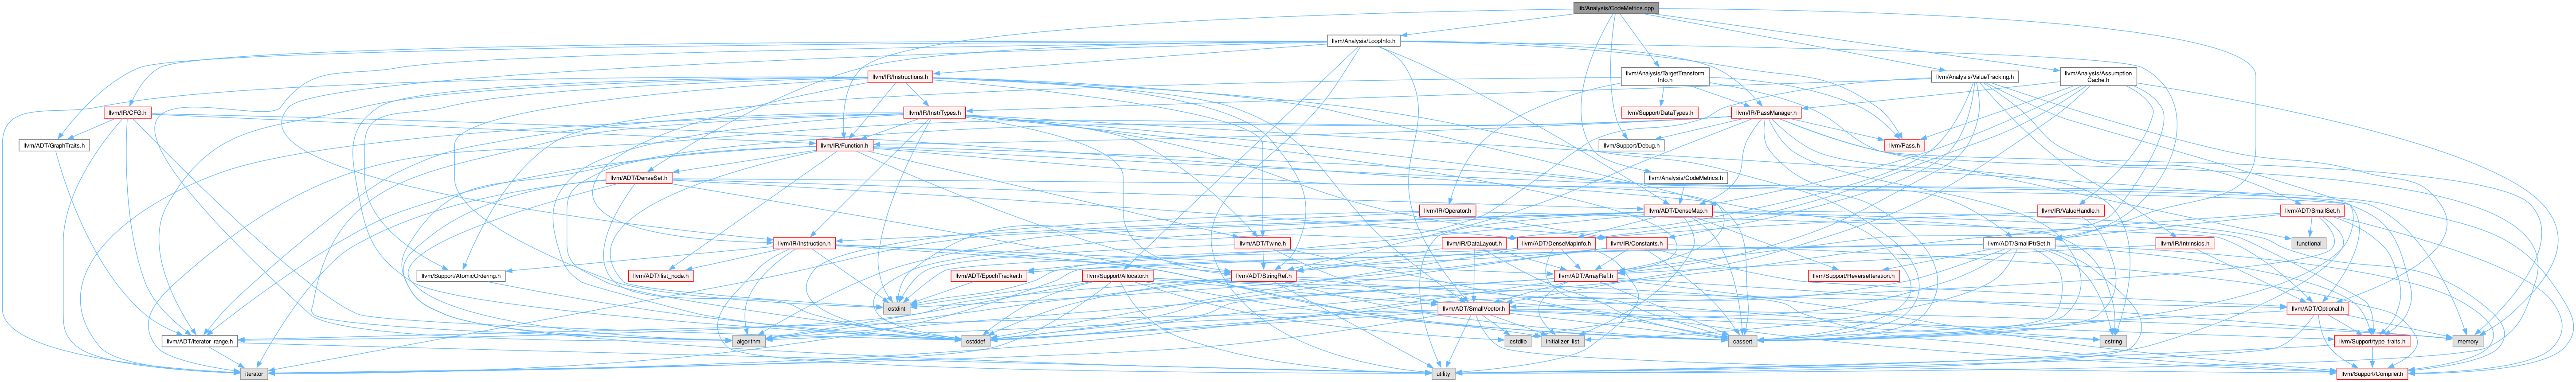 lib/Analysis/CodeMetrics.cpp
llvm/Analysis/LoopInfo.h
llvm/IR/Instructions.h
llvm/Analysis/TargetTransform
Info.h
llvm/Analysis/ValueTracking.h
llvm/Analysis/Assumption
Cache.h
llvm/IR/CFG.h
llvm/IR/InstrTypes.h
llvm/Support/DataTypes.h
llvm/IR/PassManager.h
llvm/ADT/GraphTraits.h
llvm/IR/Function.h
llvm/Support/Debug.h
llvm/Pass.h
llvm/ADT/DenseSet.h
llvm/Analysis/CodeMetrics.h
llvm/IR/Operator.h
llvm/ADT/DenseMap.h
llvm/IR/ValueHandle.h
llvm/ADT/SmallSet.h
llvm/IR/Instruction.h
llvm/ADT/Twine.h
llvm/IR/DataLayout.h
llvm/ADT/DenseMapInfo.h
llvm/IR/Constants.h
llvm/ADT/SmallPtrSet.h
llvm/IR/Intrinsics.h
functional
llvm/ADT/ilist_node.h
llvm/Support/AtomicOrdering.h
llvm/ADT/EpochTracker.h
llvm/Support/Allocator.h
llvm/ADT/StringRef.h
llvm/ADT/ArrayRef.h
llvm/Support/ReverseIteration.h
cstdint
llvm/ADT/SmallVector.h
llvm/ADT/Optional.h
llvm/ADT/iterator_range.h
algorithm
cstddef
cstdlib
initializer_list
cassert
cstring
llvm/Support/type_traits.h
memory
iterator
utility
llvm/Support/Compiler.h